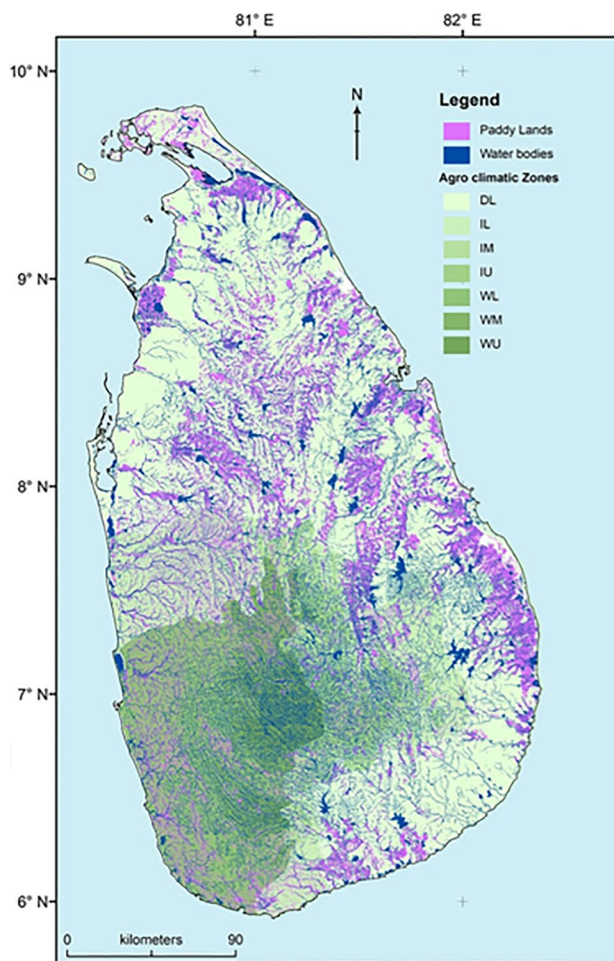 81° E 82° E
10° N
N
Legend
Paddy Lands
Water bodies
Agro climatic Zones
DL
IL
IM
IU
WL
WM
WU
9° N
8° N
7° N
6° N
0 kilometers 90